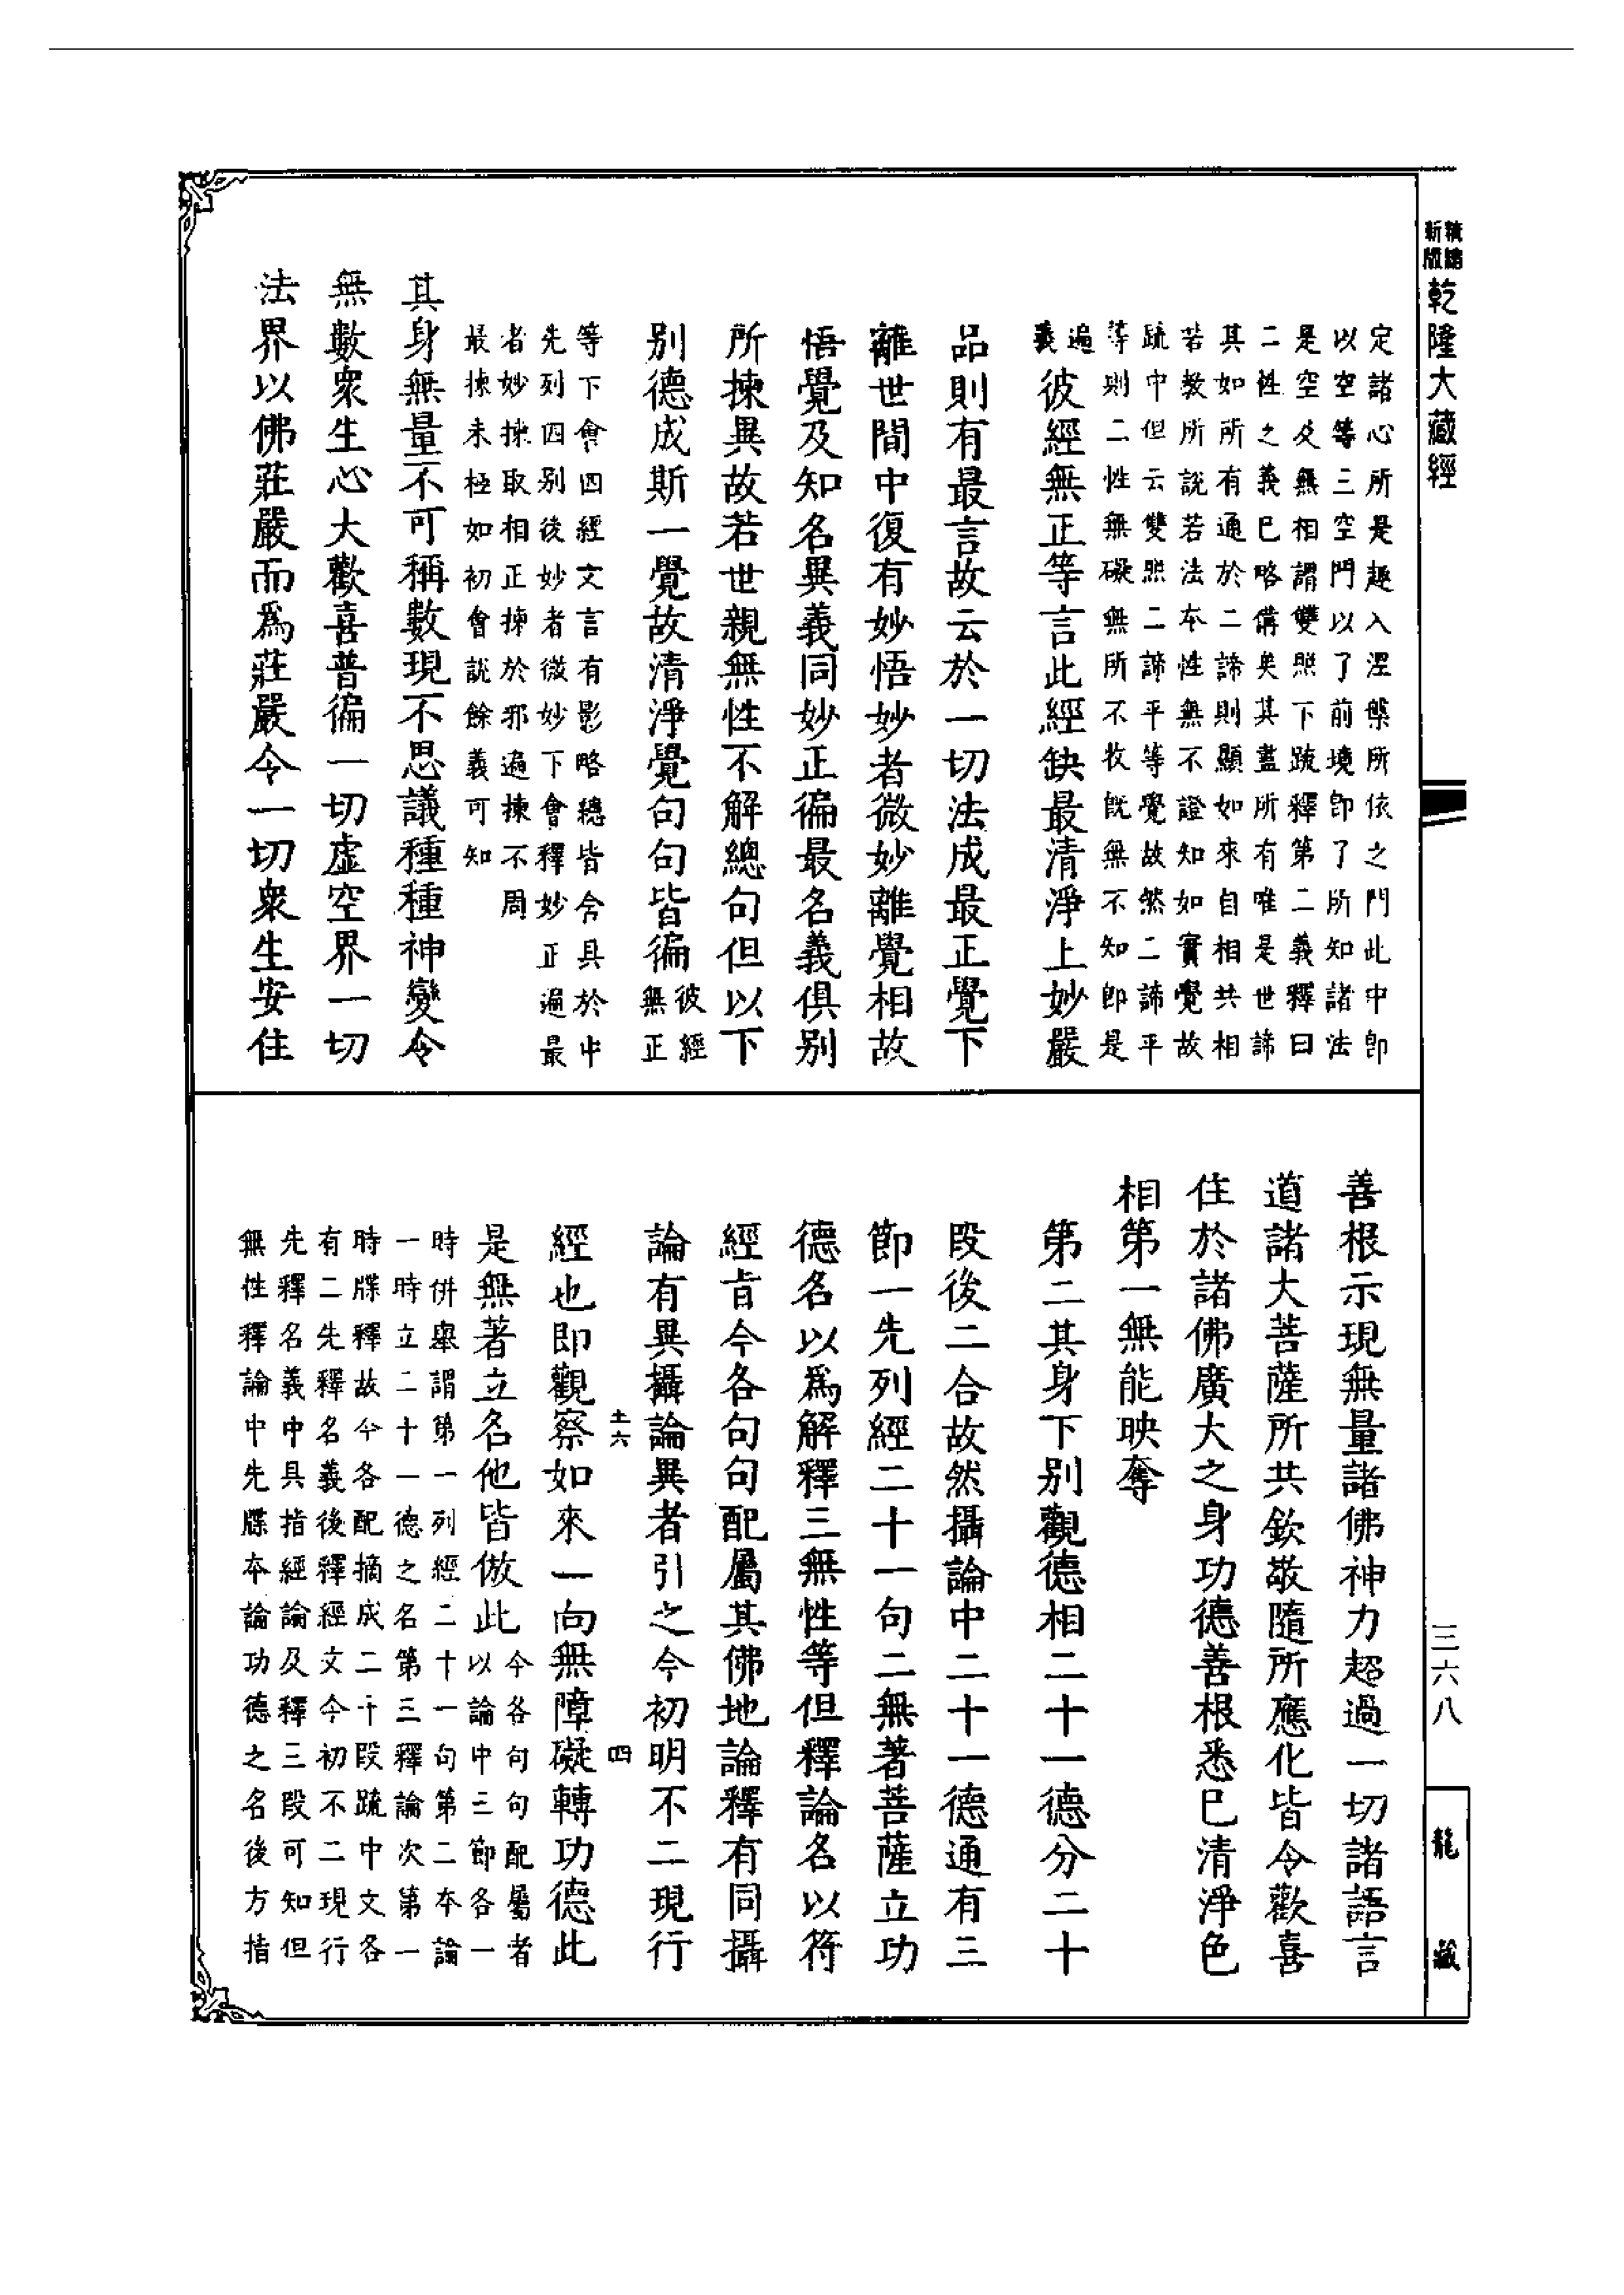 精編新版
乾隆大藏經
定諸心所是趣入涅槃所依之門此中即
以空等三空門以了前境即了所知諸法
是空及無相謂雙照下䟽釋第二義釋曰
二性之義已略備矣其蓋所有唯是世諦
其如所有通於二諦則顯如來自相共相
若教所說若法本性無不證知如實覺故
䟽中但云雙照二諦平等覺故然二諦平
等則二性無礙無所不收既無不知即是
遍
義
彼經無正等言此經缺最清淨上妙嚴
品則有最言故云於一切法成最正覺下
離世間中復有妙悟妙者微妙離覺相故
悟覺及知名異義同妙正徧最名義俱別
所揀異故若世親無性不解總句但以下
別德成斯一覺故清淨覺句句皆徧
彼經
無正
等下會四經文言有影略總皆含具於中
先列四別後妙者微妙下會釋妙正遍最
者妙揀取相正揀於邪遍揀不周
最揀未極如初會說餘義可知
其身無量不可稱數現不思議種種神變令
無數衆生心大歡喜普徧一切虛空界一切
法界以佛莊嚴而爲莊嚴令一切衆生安住
善根示現無量諸佛神力超過一切諸語言
道諸大菩薩所共欽敬隨所應化皆令歡喜
住於諸佛廣大之身功德善根悉已清淨色
相第一無能映奪
第二其身下別觀德相二十一德分二十
段後二合故然攝論中二十一德通有三
節一先列經二十一句二無著菩薩立功
德名以爲解釋三無性等但釋論名以符
經旨今各句句配屬其佛地論釋有同攝
論有異攝論異者引之今初明不二現行
十六
四
經也即觀察如來一向無障礙轉功德此
是無著立名他皆倣此
今各句句配屬者
以論中三節各一
時併舉謂第一列經二十一句第二本論
一時立二十一德之名第三釋論次第一
時牒釋故今各配摘成二十段䟽中文各
有二先釋名義後釋經文今初不二現行
先釋名義中具指經論及釋三段可知但
無性釋論中先牒本論功德之名後方指
三六八
龍
藏